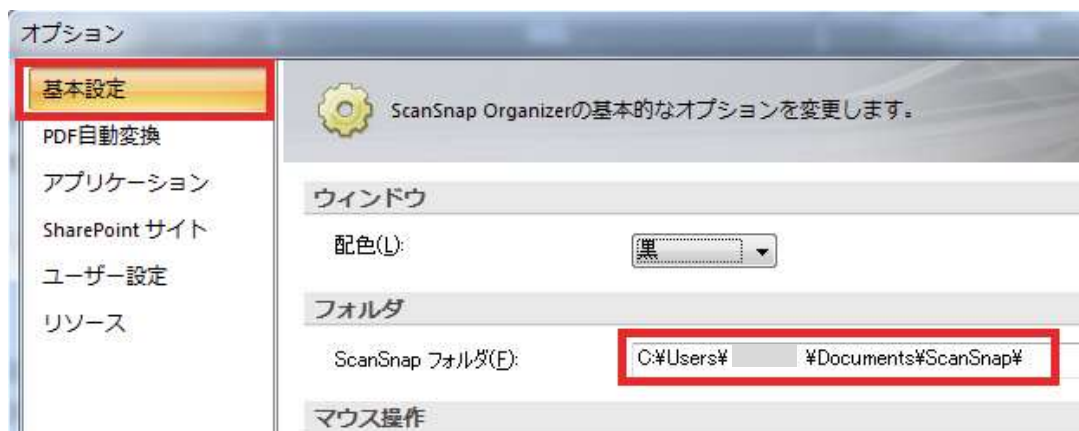 オプション
基本設定
PDF自動変換
アプリケーション
SharePoint サイト
ユーザー設定
リソース
ScanSnap Organizerの基本的なオプションを変更します。
ウィンドウ
配色(L):
黒
フォルダ
ScanSnap フォルダ(F):
C:¥Users¥ ¥Documents¥ScanSnap¥
マウス操作